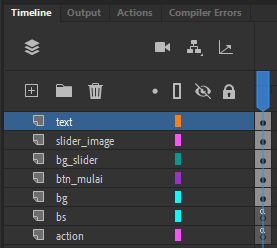 Timeline Output Actions Compiler Errors
text
slider_image
bg_slider
btn_mulai
bg
bs
action